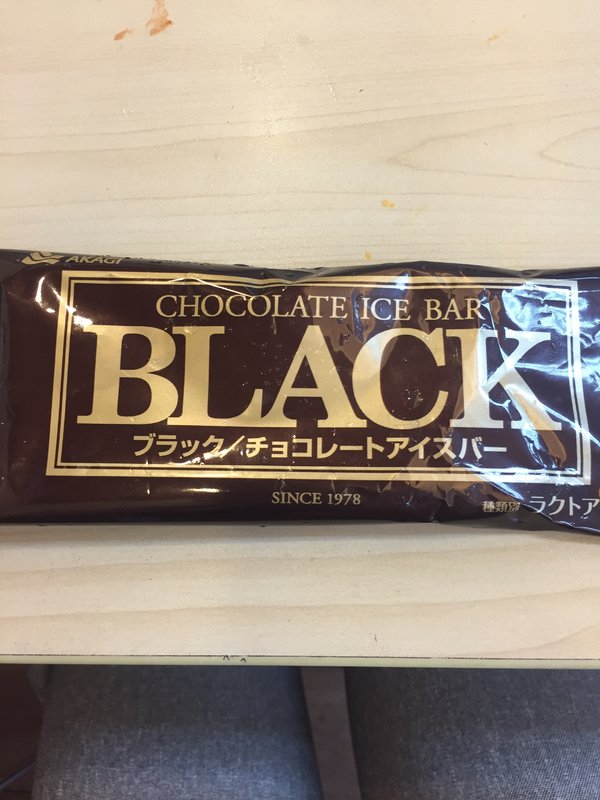 AKAGI
CHOCOLATE ICE BAR
BLACK
ブラック/チョコレートアイスバー
SINCE 1978
種類別 ラクトア